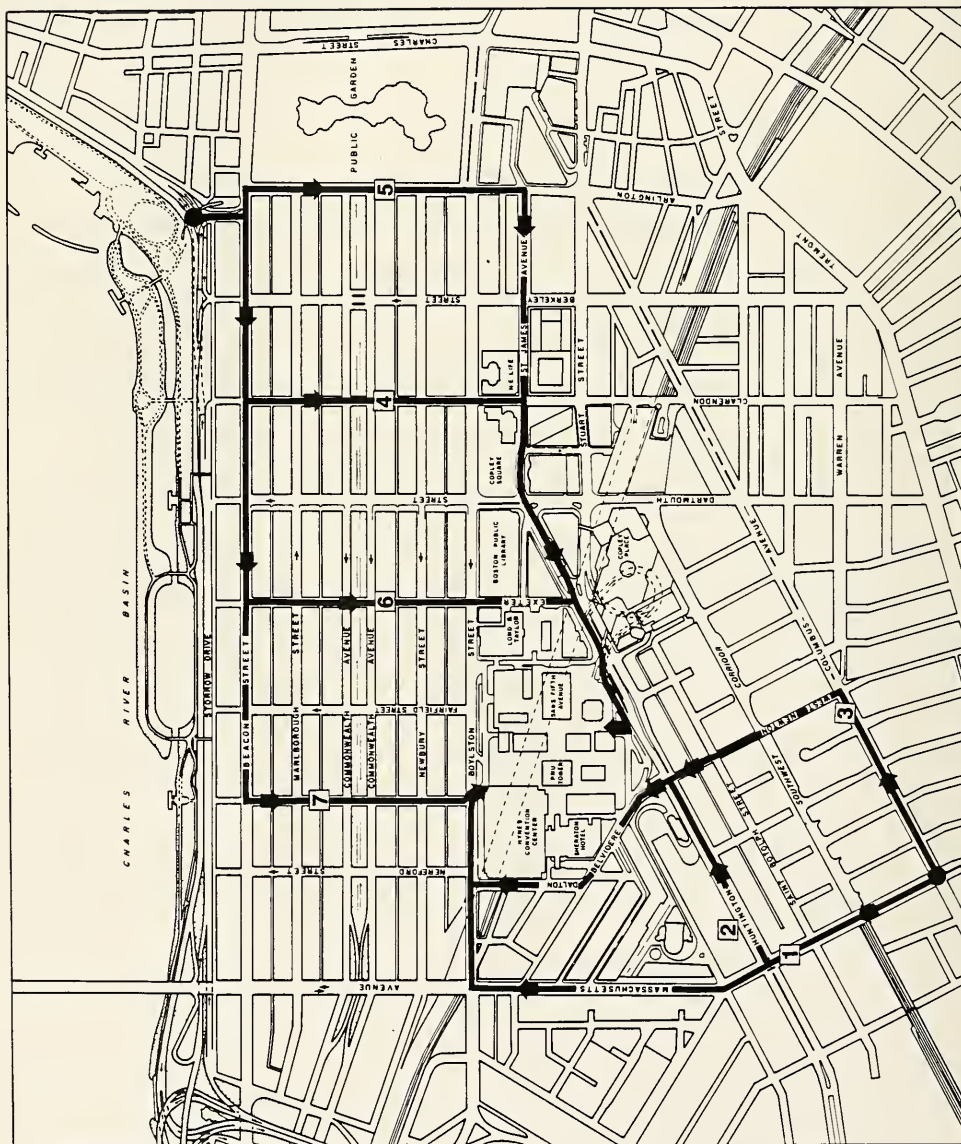 CHARLES
STREET
PUBLIC GARDEN
CHARLES RIVER BASIN
STORROW DRIVE
BEACON STREET
MARLBOROUGH STREET
COMMONWEALTH AVENUE
COMMONWEALTH AVENUE
NEWBURY STREET
BOYLSTON STREET
ST. JAMES AVENUE
STUART STREET
BERKELEY STREET
CLARENDON
DARTMOUTH STREET
EXETER
FAIRFIELD STREET
HEREFORD STREET
MASSACHUSETTS AVENUE
ARLINGTON STREET
TREMONT
WARREN AVENUE
COLUMBUS AVENUE
N E LIFE
COPLEY
SQUARE
BOSTON PUBLIC
LIBRARY
COPLEY
PLACE
LORD &
TAYLOR
SAKS FIFTH
AVENUE
PRU
TOWER
HYNES
CONVENTION
CENTER
SHERATON
HOTEL
DALTON
BELVIDERE
HUNTINGTON
SAINT BOTOLPH STREET
SOUTHWEST CORRIDOR
WEST NEWTON
1
2
3
4
5
6
7